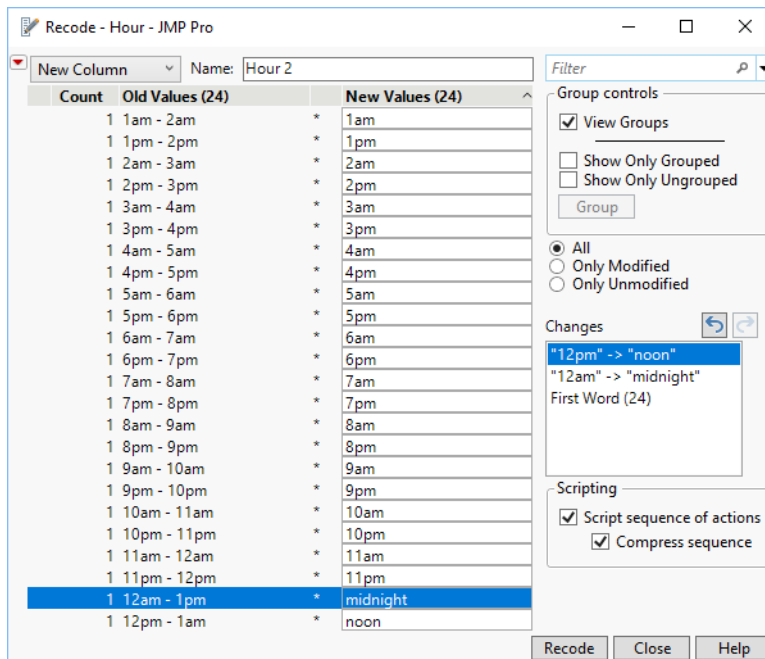 Recode - Hour - JMP Pro
New Column Name: Hour 2
Count Old Values (24) New Values (24)
1 1am - 2am * 1am
1 1pm - 2pm * 1pm
1 2am - 3am * 2am
1 2pm - 3pm * 2pm
1 3am - 4am * 3am
1 3pm - 4pm * 3pm
1 4am - 5am * 4am
1 4pm - 5pm * 4pm
1 5am - 6am * 5am
1 5pm - 6pm * 5pm
1 6am - 7am * 6am
1 6pm - 7pm * 6pm
1 7am - 8am * 7am
1 7pm - 8pm * 7pm
1 8am - 9am * 8am
1 8pm - 9pm * 8pm
1 9am - 10am * 9am
1 9pm - 10pm * 9pm
1 10am - 11am * 10am
1 10pm - 11pm * 10pm
1 11am - 12am * 11am
1 11pm - 12pm * 11pm
1 12am - 1pm * midnight
1 12pm - 1am * noon
Filter
Group controls
View Groups
Show Only Grouped
Show Only Ungrouped
Group
All
Only Modified
Only Unmodified
Changes
"12pm" -> "noon"
"12am" -> "midnight"
First Word (24)
Scripting
Script sequence of actions
Compress sequence
Recode Close Help